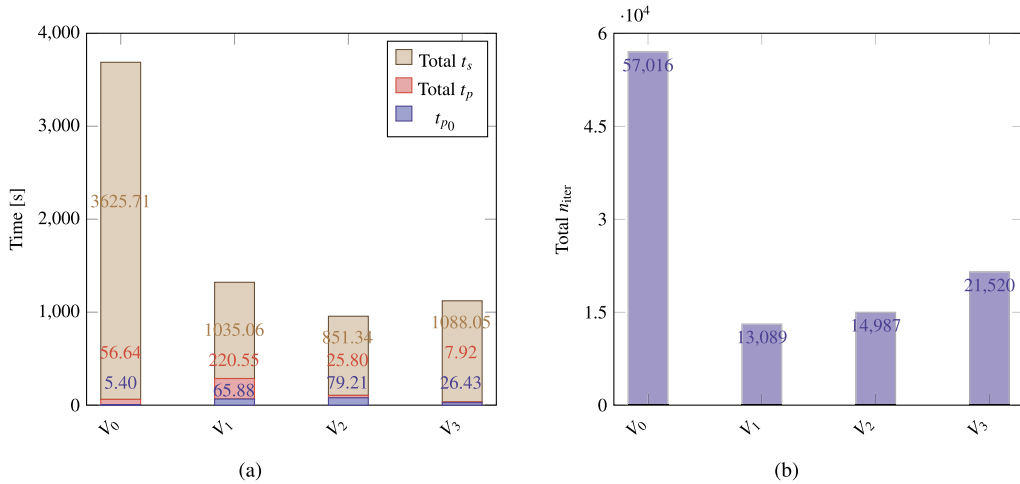 4,000
3,000
2,000
1,000
0
Time [s]
Total t_s
Total t_p
t_{p_0}
3625.71
56.64
5.40
1035.06
220.55
65.88
851.34
25.80
79.21
1088.05
7.92
26.43
V_0
V_1
V_2
V_3
(a)
·10^4
6
4.5
3
1.5
0
Total n_iter
57,016
13,089
14,987
21,520
V_0
V_1
V_2
V_3
(b)